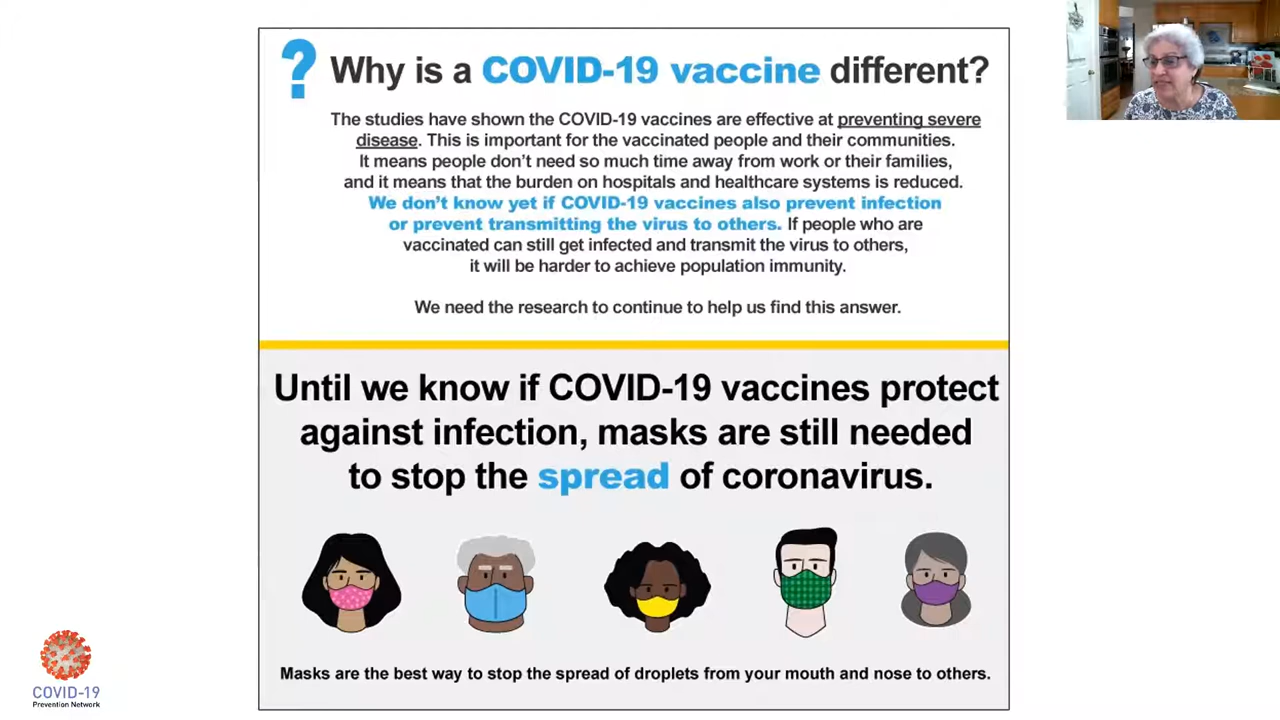 ? Why is a COVID-19 vaccine different?
The studies have shown the COVID-19 vaccines are effective at preventing severe
disease. This is important for the vaccinated people and their communities.
It means people don't need so much time away from work or their families,
and it means that the burden on hospitals and healthcare systems is reduced.
We don't know yet if COVID-19 vaccines also prevent infection
or prevent transmitting the virus to others. If people who are
vaccinated can still get infected and transmit the virus to others,
it will be harder to achieve population immunity.
We need the research to continue to help us find this answer.
Until we know if COVID-19 vaccines protect
against infection, masks are still needed
to stop the spread of coronavirus.
Masks are the best way to stop the spread of droplets from your mouth and nose to others.
COVID-19
Prevention Network